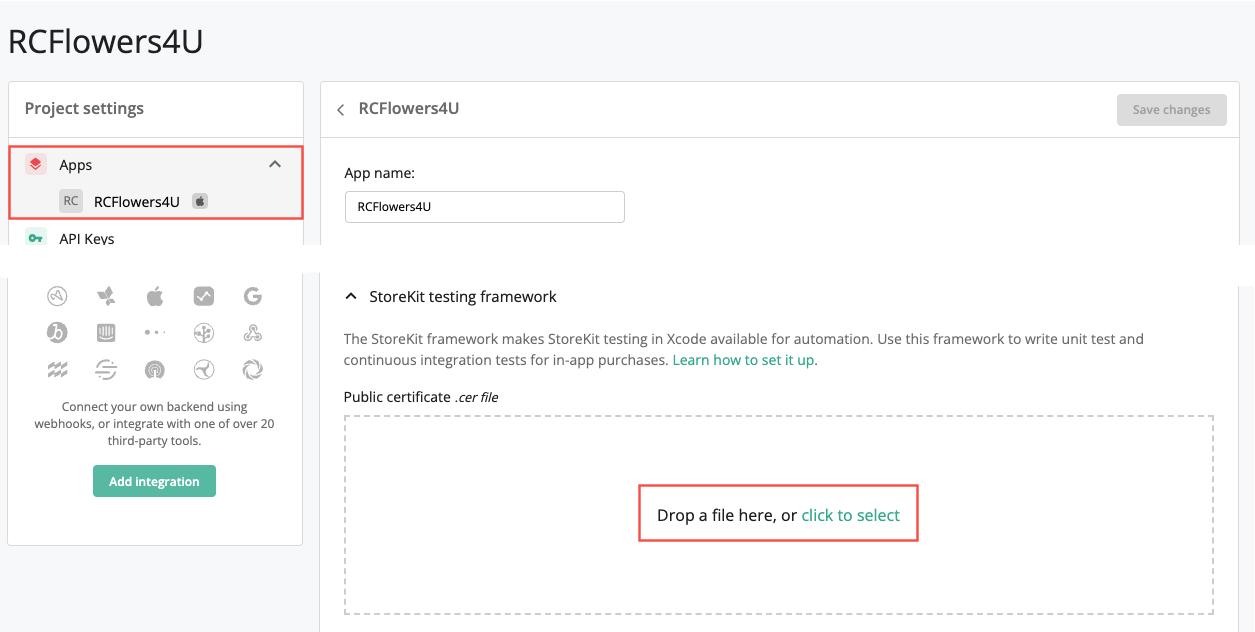 RCFlowers4U
Project settings
Apps
RC RCFlowers4U
API Keys
Connect your own backend using
webhooks, or integrate with one of over 20
third-party tools.
Add integration
RCFlowers4U
Save changes
App name:
RCFlowers4U
StoreKit testing framework
The StoreKit framework makes StoreKit testing in Xcode available for automation. Use this framework to write unit test and
continuous integration tests for in-app purchases. Learn how to set it up.
Public certificate .cer file
Drop a file here, or click to select